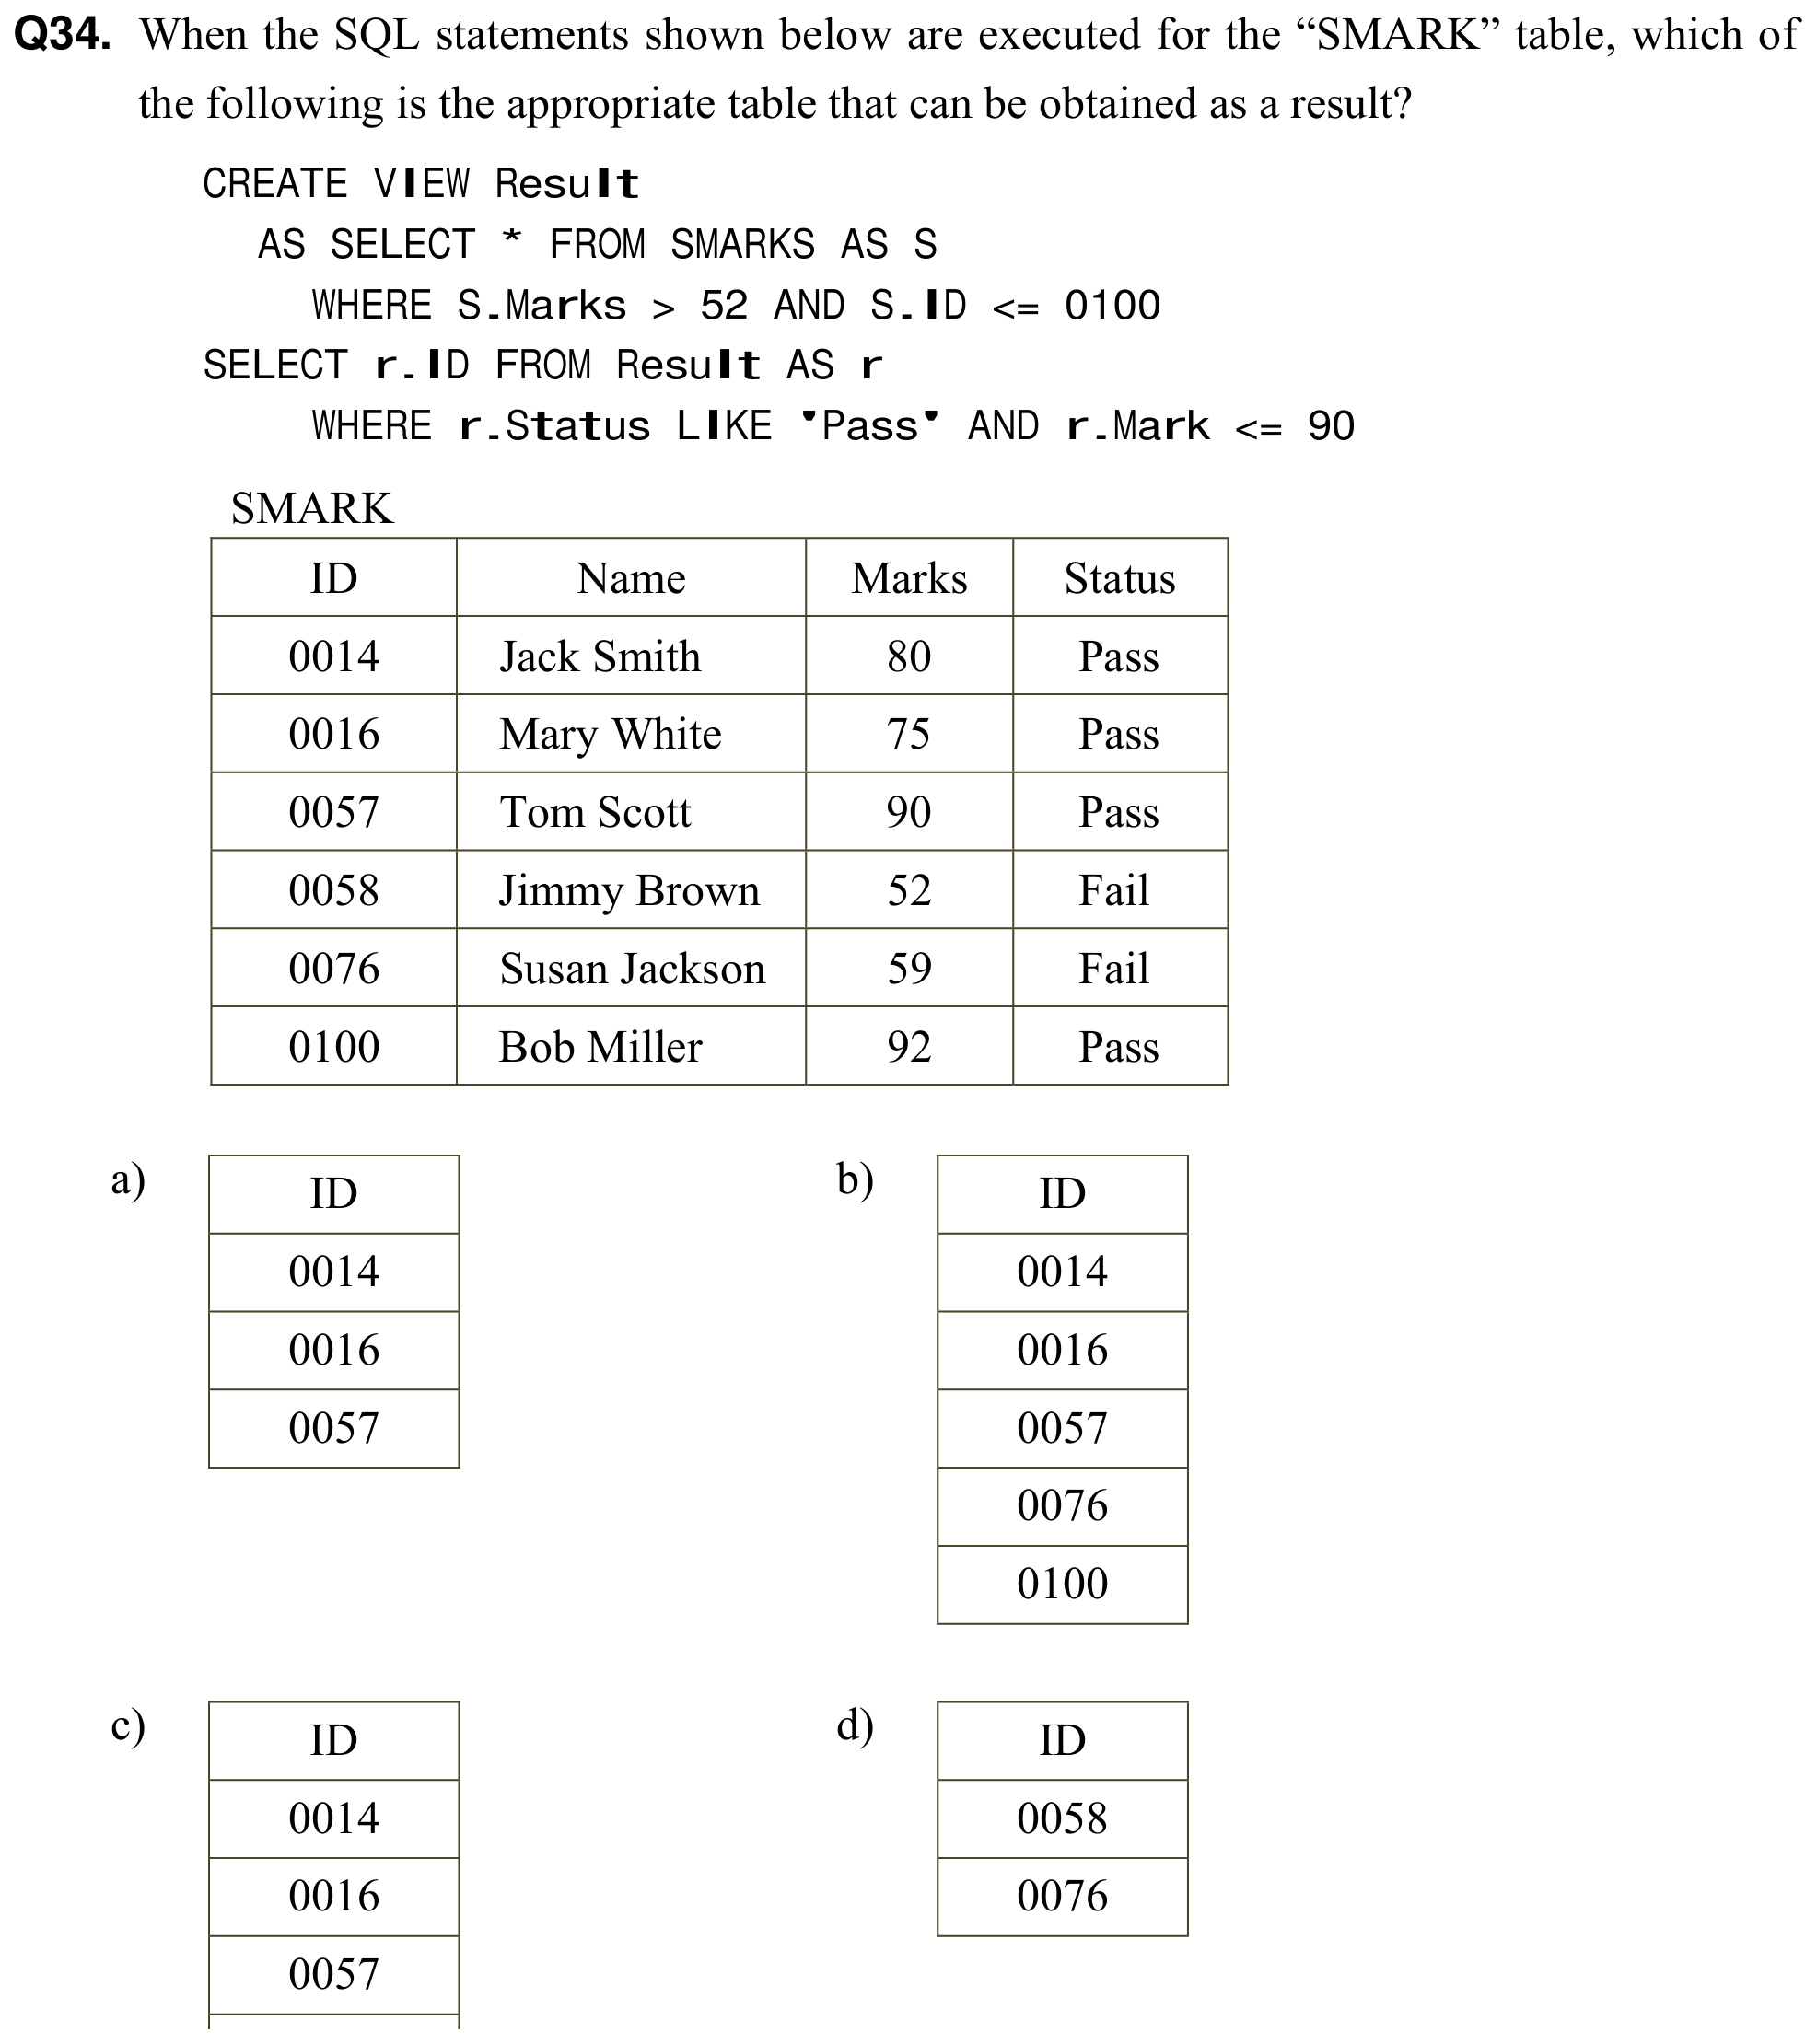 Q34. When the SQL statements shown below are executed for the “SMARK” table, which of
the following is the appropriate table that can be obtained as a result?
CREATE VIEW Result
AS SELECT * FROM SMARKS AS S
WHERE S.Marks > 52 AND S.ID <= 0100
SELECT r.ID FROM Result AS r
WHERE r.Status LIKE 'Pass' AND r.Mark <= 90
SMARK
ID Name Marks Status
0014 Jack Smith 80 Pass
0016 Mary White 75 Pass
0057 Tom Scott 90 Pass
0058 Jimmy Brown 52 Fail
0076 Susan Jackson 59 Fail
0100 Bob Miller 92 Pass
a) ID
0014
0016
0057
b) ID
0014
0016
0057
0076
0100
c) ID
0014
0016
0057
d) ID
0058
0076